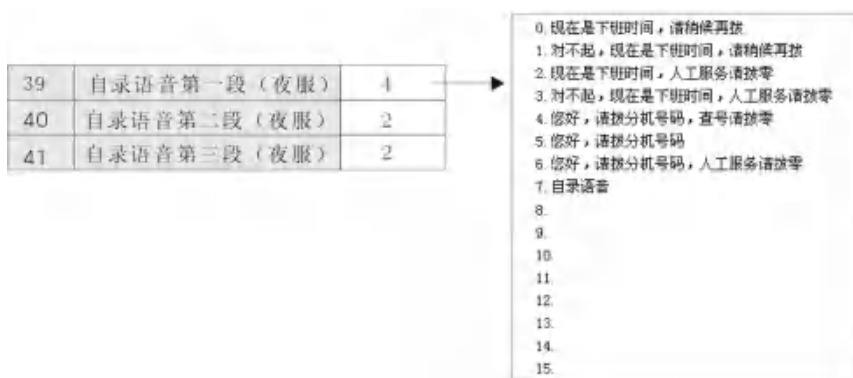 39 自录语音第一段（夜服） 4
40 自录语音第二段（夜服） 2
41 自录语音第三段（夜服） 2
0. 现在是下班时间，请稍候再拨
1. 对不起，现在是下班时间，请稍候再拨
2. 现在是下班时间，人工服务请拨零
3. 对不起，现在是下班时间，人工服务请拨零
4. 您好，请拨分机号码，查号请拨零
5. 您好，请拨分机号码
6. 您好，请拨分机号码，人工服务请拨零
7. 自录语音
8.
9.
10.
11.
12.
13.
14.
15.